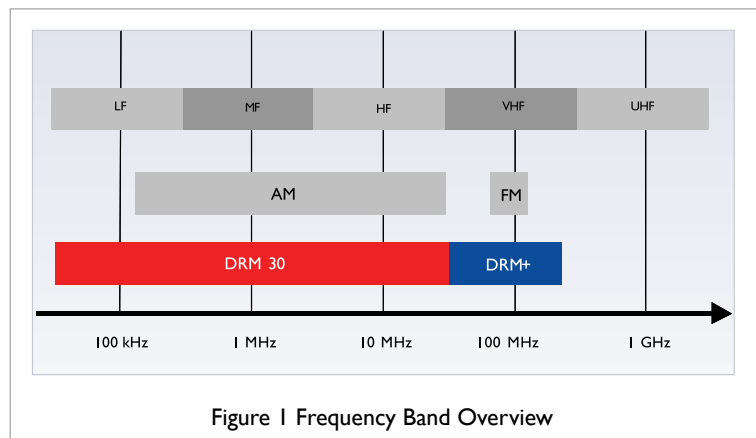 LF MF HF VHF UHF
AM FM
DRM 30 DRM+
100 kHz 1 MHz 10 MHz 100 MHz 1 GHz
Figure 1 Frequency Band Overview